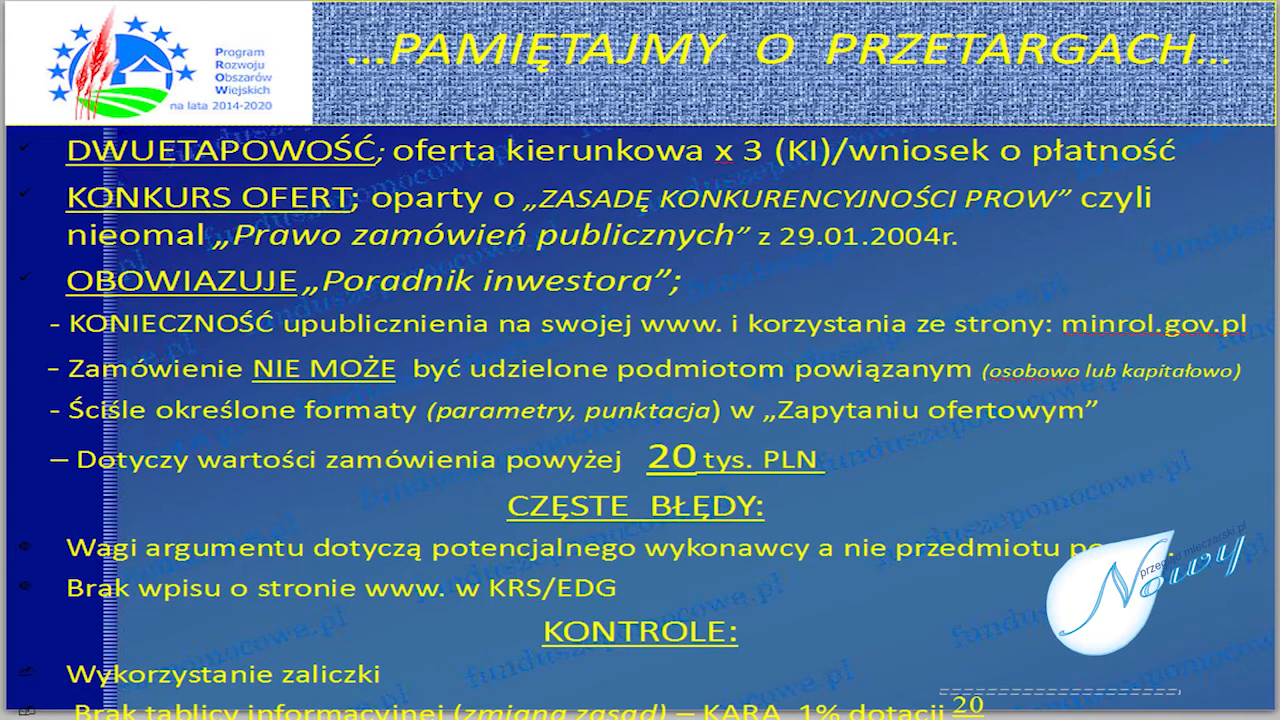 Program
Rozwoju
Obszarów
Wiejskich
na lata 2014-2020
...PAMIĘTAJMY O PRZETARGACH...
DWUETAPOWOŚĆ; oferta kierunkowa x 3 (KI)/wniosek o płatność
KONKURS OFERT; oparty o „ZASADĘ KONKURENCYJNOŚCI PROW” czyli
nieomal „Prawo zamówień publicznych” z 29.01.2004r.
OBOWIAZUJE „Poradnik inwestora”;
- KONIECZNOŚĆ upublicznienia na swojej www. i korzystania ze strony: minrol.gov.pl
- Zamówienie NIE MOŻE być udzielone podmiotom powiązanym (osobowo lub kapitałowo)
- Ściśle określone formaty (parametry, punktacja) w „Zapytaniu ofertowym”
– Dotyczy wartości zamówienia powyżej 20 tys. PLN
CZĘSTE BŁĘDY:
Wagi argumentu dotyczą potencjalnego wykonawcy a nie przedmiotu
Brak wpisu o stronie www. w KRS/EDG
KONTROLE:
Wykorzystanie zaliczki
Brak tablicy informacyjnej (zmiana zasad) – KARA 1% dotacji 20
przegląd mleczarski.pl
Nowy
funduszepomocowe.pl